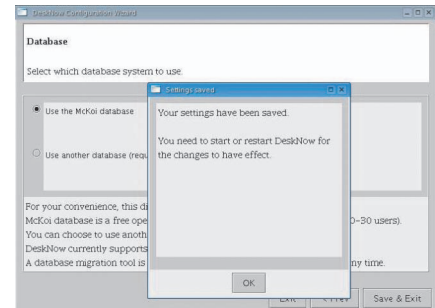 DeskNow Configuration Wizard
Database
Select which database system to use.
Settings saved
Use the McKoi database
Your settings have been saved.
You need to start or restart DeskNow for
the changes to have effect.
Use another database (requ
For your convenience, this di
McKoi database is a free ope
0-30 users).
You can choose to use anoth
DeskNow currently supports
A database migration tool is
ny time.
OK
Exit
< Prev
Save & Exit